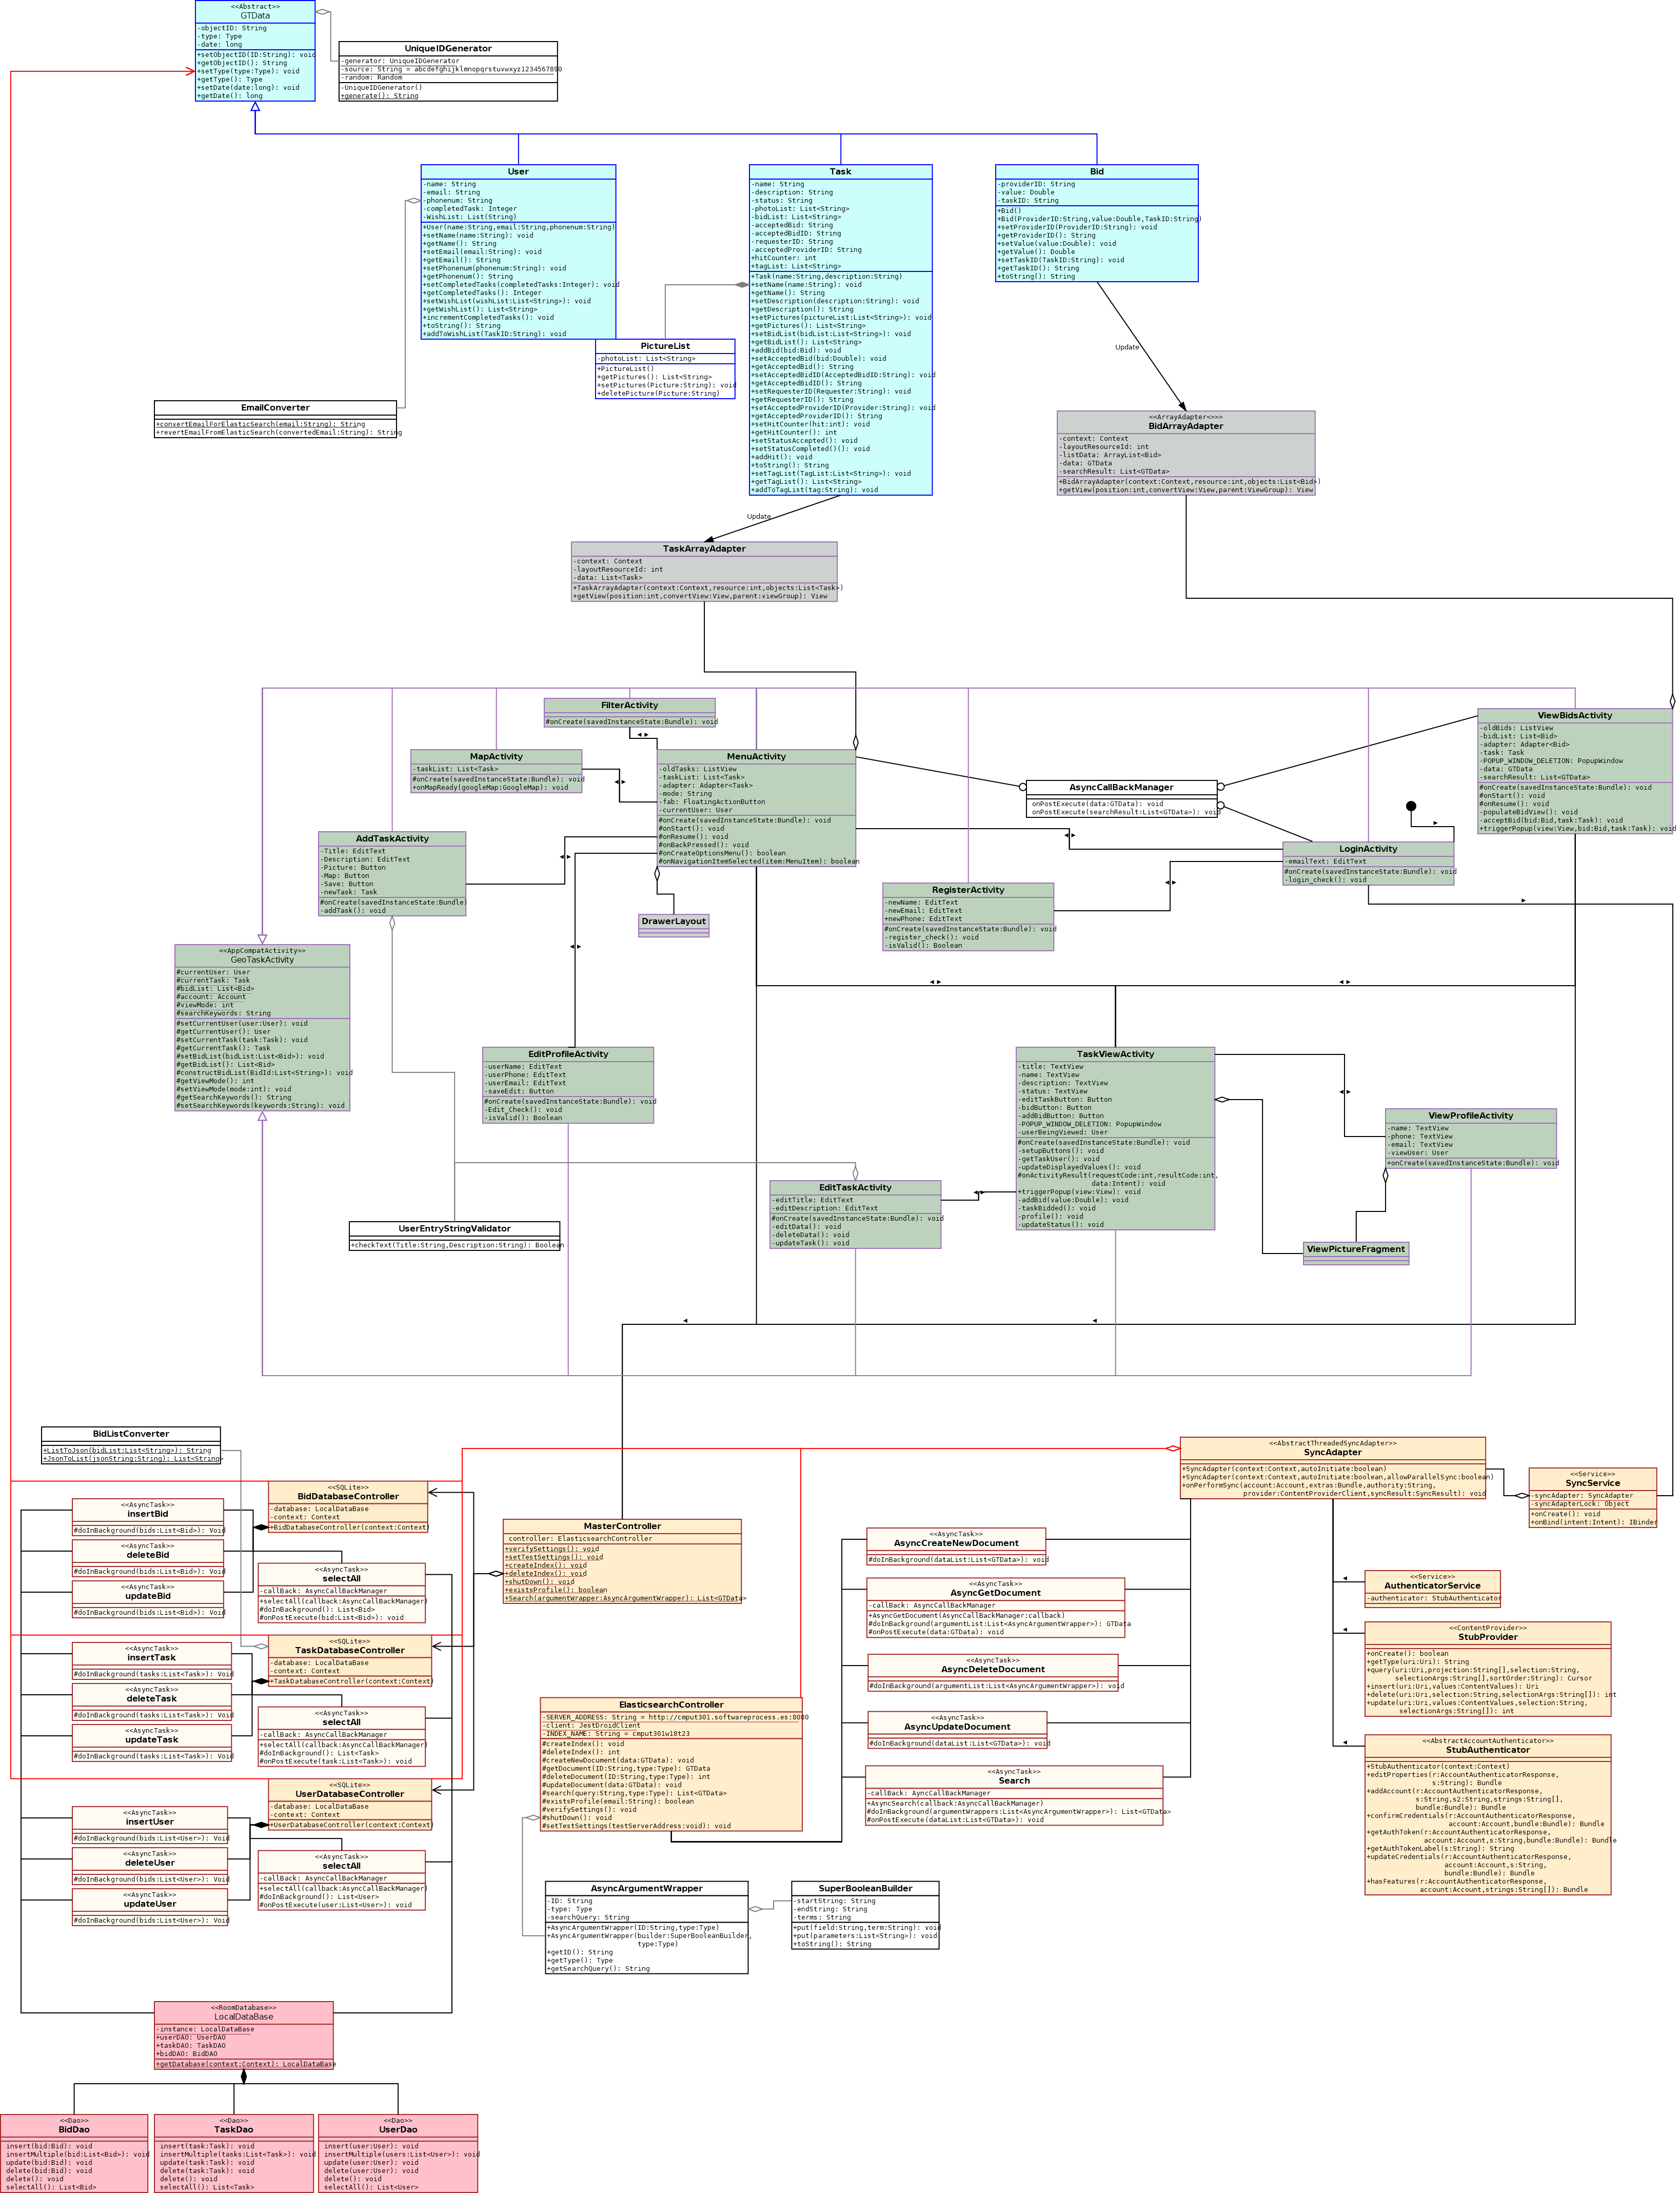 <<Abstract>>
GTData
-objectID: String
-type: Type
-date: long
+setObjectID(ID:String): void
+getObjectID(): String
+setType(type:Type): void
+getType(): Type
+setDate(date:long): void
+getDate(): long
UniqueIDGenerator
-generator: UniqueIDGenerator
-source: String = abcdefghijklmnopqrstuvwxyz1234567890
-random: Random
-UniqueIDGenerator()
+generate(): String
User
-name: String
-email: String
-phonenum: String
-completedTask: Integer
-WishList: List(String)
+User(name:String,email:String,phonenum:String)
+setName(name:String): void
+getName(): String
+setEmail(email:String): void
+getEmail(): String
+setPhonenum(phonenum:String): void
+getPhonenum(): String
+setCompletedTasks(completedTasks:Integer): void
+getCompletedTasks(): Integer
+setWishList(wishList:List<String>): void
+getWishList(): List<String>
+incrementCompletedTasks(): void
+toString(): String
+addToWishList(TaskID:String): void
Task
-name: String
-description: String
-status: String
-photoList: List<String>
-bidList: List<String>
-acceptedBid: String
-acceptedBidID: String
-requesterID: String
-acceptedProviderID: String
+hitCounter: int
+tagList: List<String>
+Task(name:String,description:String)
+setName(name:String): void
+getName(): String
+setDescription(description:String): void
+getDescription(): String
+setPictures(pictureList:List<String>): void
+getPictures(): List<String>
+setBidList(bidList:List<String>): void
+getBidList(): List<String>
+addBid(bid:Bid): void
+setAcceptedBid(bid:Double): void
+getAcceptedBid(): String
+setAcceptedBidID(AcceptedBidID:String): void
+getAcceptedBidID(): String
+setRequesterID(Requester:String): void
+getRequesterID(): String
+setAcceptedProviderID(Provider:String): void
+getAcceptedProviderID(): String
+setHitCounter(hit:int): void
+getHitCounter(): int
+setStatusAccepted(): void
+setStatusCompleted()(): void
+addHit(): void
+toString(): String
+setTagList(TagList:List<String>): void
+getTagList(): List<String>
+addToTagList(tag:String): void
Bid
-providerID: String
-value: Double
-taskID: String
+Bid()
+Bid(ProviderID:String,value:Double,TaskID:String)
+setProviderID(ProviderID:String): void
+getProviderID(): String
+setValue(value:Double): void
+getValue(): Double
+setTaskID(TaskID:String): void
+getTaskID(): String
+toString(): String
PictureList
-photoList: List<String>
+PictureList()
+getPictures(): List<String>
+setPictures(Picture:String): void
+deletePicture(Picture:String)
EmailConverter
+convertEmailForElasticSearch(email:String): String
+revertEmailFromElasticSearch(convertedEmail:String): String
Update
<<ArrayAdapter<>>>
BidArrayAdapter
-context: Context
-layoutResourceId: int
-listData: ArrayList<Bid>
-data: GTData
-searchResult: List<GTData>
+BidArrayAdapter(context:Context,resource:int,objects:List<Bid>)
+getView(position:int,convertView:View,parent:ViewGroup): View
Update
TaskArrayAdapter
-context: Context
-layoutResourceId: int
-data: List<Task>
+TaskArrayAdapter(context:Context,resource:int,objects:List<Task>)
+getView(position:int,convertView:View,parent:viewGroup): View
FilterActivity
#onCreate(savedInstanceState:Bundle): void
MapActivity
-taskList: List<Task>
#onCreate(savedInstanceState:Bundle): void
+onMapReady(googleMap:GoogleMap): void
MenuActivity
-oldTasks: ListView
-taskList: List<Task>
-adapter: Adapter<Task>
-mode: String
-fab: FloatingActionButton
-currentUser: User
#onCreate(savedInstanceState:Bundle): void
#onStart(): void
#onResume(): void
#onBackPressed(): void
#onCreateOptionsMenu(): boolean
#onNavigationItemSelected(item:MenuItem): boolean
AsyncCallBackManager
onPostExecute(data:GTData): void
onPostExecute(searchResult:List<GTData>): void
ViewBidsActivity
-oldBids: ListView
-bidList: List<Bid>
-adapter: Adapter<Bid>
-task: Task
-POPUP_WINDOW_DELETION: PopupWindow
-data: GTData
-searchResult: List<GTData>
#onCreate(savedInstanceState:Bundle): void
#onStart(): void
#onResume(): void
-populateBidView(): void
-acceptBid(bid:Bid,task:Task): void
+triggerPopup(view:View,bid:Bid,task:Task): void
AddTaskActivity
-Title: EditText
-Description: EditText
-Picture: Button
-Map: Button
-Save: Button
-newTask: Task
#onCreate(savedInstanceState:Bundle)
-addTask(): void
LoginActivity
-emailText: EditText
#onCreate(savedInstanceState:Bundle): void
-login_check(): void
RegisterActivity
-newName: EditText
-newEmail: EditText
+newPhone: EditText
#onCreate(savedInstanceState:Bundle): void
-register_check(): void
-isValid(): Boolean
DrawerLayout
<<AppCompatActivity>>
GeoTaskActivity
#currentUser: User
#currentTask: Task
#bidList: List<Bid>
#account: Account
#viewMode: int
#searchKeywords: String
#setCurrentUser(user:User): void
#getCurrentUser(): User
#setCurrentTask(task:Task): void
#getCurrentTask(): Task
#setBidList(bidList:List<Bid>): void
#getBidList(): List<Bid>
#constructBidList(BidId:List<String>): void
#getViewMode(): int
#setViewMode(mode:int): void
#getSearchKeywords(): String
#setSearchKeywords(keywords:String): void
EditProfileActivity
-userName: EditText
-userPhone: EditText
-userEmail: EditText
-saveEdit: Button
#onCreate(savedInstanceState:Bundle): void
-Edit_Check(): void
-isValid(): Boolean
TaskViewActivity
-title: TextView
-name: TextView
-description: TextView
-status: TextView
-editTaskButton: Button
-bidButton: Button
-addBidButton: Button
-POPUP_WINDOW_DELETION: PopupWindow
-userBeingViewed: User
#onCreate(savedInstanceState:Bundle): void
-setupButtons(): void
-getTaskUser(): void
-updateDisplayedValues(): void
#onActivityResult(requestCode:int,resultCode:int,
data:Intent): void
+triggerPopup(view:View): void
-addBid(value:Double): void
-taskBidded(): void
-profile(): void
-updateStatus(): void
ViewProfileActivity
-name: TextView
-phone: TextView
-email: TextView
-viewUser: User
+onCreate(savedInstanceState:Bundle): void
EditTaskActivity
-editTitle: EditText
-editDescription: EditText
#onCreate(savedInstanceState:Bundle): void
-editData(): void
-deleteData(): void
-updateTask(): void
UserEntryStringValidator
+checkText(Title:String,Description:String): Boolean
ViewPictureFragment
BidListConverter
+ListToJson(bidList:List<String>): String
+JsonToList(jsonString:String): List<String>
<<AbstractThreadedSyncAdapter>>
SyncAdapter
+SyncAdapter(context:Context,autoInitiate:boolean)
+SyncAdapter(context:Context,autoInitiate:boolean,allowParallelSync:boolean)
+onPerformSync(account:Account,extras:Bundle,authority:String,
provider:ContentProviderClient,syncResult:SyncResult): void
<<Service>>
SyncService
-syncAdapter: SyncAdapter
-syncAdapterLock: Object
+onCreate(): void
+onBind(intent:Intent): IBinder
<<SQLite>>
BidDatabaseController
-database: LocalDataBase
-context: Context
+BidDatabaseController(context:Context)
<<AsyncTask>>
insertBid
#doInBackground(bids:List<Bid>): Void
<<AsyncTask>>
deleteBid
#doInBackground(bids:List<Bid>): Void
<<AsyncTask>>
updateBid
#doInBackground(bids:List<Bid>): Void
<<AsyncTask>>
selectAll
-callBack: AsyncCallBackManager
+selectAll(callback:AsyncCallBackManager)
#doInBackground(): List<Bid>
#onPostExecute(bid:List<Bid>): void
MasterController
controller: ElasticsearchController
+verifySettings(): void
+setTestSettings(): void
+createIndex(): void
+deleteIndex(): void
+shutDown(): void
+existsProfile(): boolean
+Search(argumentWrapper:AsyncArgumentWrapper): List<GTData>
<<AsyncTask>>
AsyncCreateNewDocument
#doInBackground(dataList:List<GTData>): void
<<AsyncTask>>
AsyncGetDocument
-callBack: AsyncCallBackManager
+AsyncGetDocument(AsyncCallBackManager:callback)
#doInBackground(argumentList:List<AsyncArgumentWrapper>): GTData
#onPostExecute(data:GTData): void
<<AsyncTask>>
AsyncDeleteDocument
#doInBackground(argumentList:List<AsyncArgumentWrapper>): void
<<AsyncTask>>
AsyncUpdateDocument
#doInBackground(dataList:List<GTData>): void
<<AsyncTask>>
Search
-callBack: AyncCallBackManager
+AsyncSearch(callback:AsyncCallBackManager)
#doInBackground(argumentWrappers:List<AsyncArgumentWrapper>): List<GTData>
#onPostExecute(dataList:List<GTData>): void
<<Service>>
AuthenticatorService
-authenticator: StubAuthenticator
<<ContentProvider>>
StubProvider
+onCreate(): boolean
+getType(uri:Uri): String
+query(uri:Uri,projection:String[],selection:String,
selectionArgs:String[],sortOrder:String): Cursor
+insert(uri:Uri,values:ContentValues): Uri
+delete(uri:Uri,selection:String,selectionArgs:String[]): int
+update(uri:Uri,values:ContentValues,selection:String,
selectionArgs:String[]): int
<<AbstractAccountAuthenticator>>
StubAuthenticator
+StubAuthenticator(context:Context)
+editProperties(r:AccountAuthenticatorResponse,
s:String): Bundle
+addAccount(r:AccountAuthenticatorResponse,
s:String,s2:String,strings:String[],
bundle:Bundle): Bundle
+confirmCredentials(r:AccountAuthenticatorResponse,
account:Account,bundle:Bundle): Bundle
+getAuthToken(r:AccountAuthenticatorResponse,
account:Account,s:String,bundle:Bundle): Bundle
+getAuthTokenLabel(s:String): String
+updateCredentials(r:AccountAuthenticatorResponse,
account:Account,s:String,
bundle:Bundle): Bundle
+hasFeatures(r:AccountAuthenticatorResponse,
account:Account,strings:String[]): Bundle
<<SQLite>>
TaskDatabaseController
-database: LocalDataBase
-context: Context
+TaskDatabaseController(context:Context)
<<AsyncTask>>
insertTask
#doInBackground(tasks:List<Task>): Void
<<AsyncTask>>
deleteTask
#doInBackground(tasks:List<Task>): Void
<<AsyncTask>>
updateTask
#doInBackground(tasks:List<Task>): Void
<<AsyncTask>>
selectAll
-callBack: AsyncCallBackManager
+selectAll(callback:AsyncCallBackManager)
#doInBackground(): List<Task>
#onPostExecute(task:List<Task>): void
ElasticsearchController
-SERVER_ADDRESS: String = http://cmput301.softwareprocess.es:8080
-client: JestDroidClient
-INDEX_NAME: String = cmput301w18t23
#createIndex(): void
#deleteIndex(): int
#createNewDocument(data:GTData): void
#getDocument(ID:String,type:Type): GTData
#deleteDocument(ID:String,type:Type): int
#updateDocument(data:GTData): void
#search(query:String,type:Type): List<GTData>
#existsProfile(email:String): boolean
#verifySettings(): void
#shutDown(): void
#setTestSettings(testServerAddress:void): void
<<SQLite>>
UserDatabaseController
-database: LocalDataBase
-context: Context
+UserDatabaseController(context:Context)
<<AsyncTask>>
insertUser
#doInBackground(bids:List<User>): Void
<<AsyncTask>>
deleteUser
#doInBackground(bids:List<User>): Void
<<AsyncTask>>
updateUser
#doInBackground(bids:List<User>): Void
<<AsyncTask>>
selectAll
-callBack: AsyncCallBackManager
+selectAll(callback:AsyncCallBackManager)
#doInBackground(): List<User>
#onPostExecute(user:List<User>): void
AsyncArgumentWrapper
-ID: String
-type: Type
-searchQuery: String
+AsyncArgumentWrapper(ID:String,type:Type)
+AsyncArgumentWrapper(builder:SuperBooleanBuilder,
type:Type)
+getID(): String
+getType(): Type
+getSearchQuery(): String
SuperBooleanBuilder
-startString: String
-endString: String
-terms: String
+put(field:String,term:String): void
+put(parameters:List<String>): void
+toString(): String
<<RoomDatabase>>
LocalDataBase
-instance: LocalDataBase
+userDAO: UserDAO
+taskDAO: TaskDAO
+bidDAO: BidDAO
+getDatabase(context:Context): LocalDataBase
<<Dao>>
BidDao
insert(bid:Bid): void
insertMultiple(bid:List<Bid>): void
update(bid:Bid): void
delete(bid:Bid): void
delete(): void
selectAll(): List<Bid>
<<Dao>>
TaskDao
insert(task:Task): void
insertMultiple(tasks:List<Task>): void
update(task:Task): void
delete(task:Task): void
delete(): void
selectAll(): List<Task>
<<Dao>>
UserDao
insert(user:User): void
insertMultiple(users:List<User>): void
update(user:User): void
delete(user:User): void
delete(): void
selectAll(): List<User>